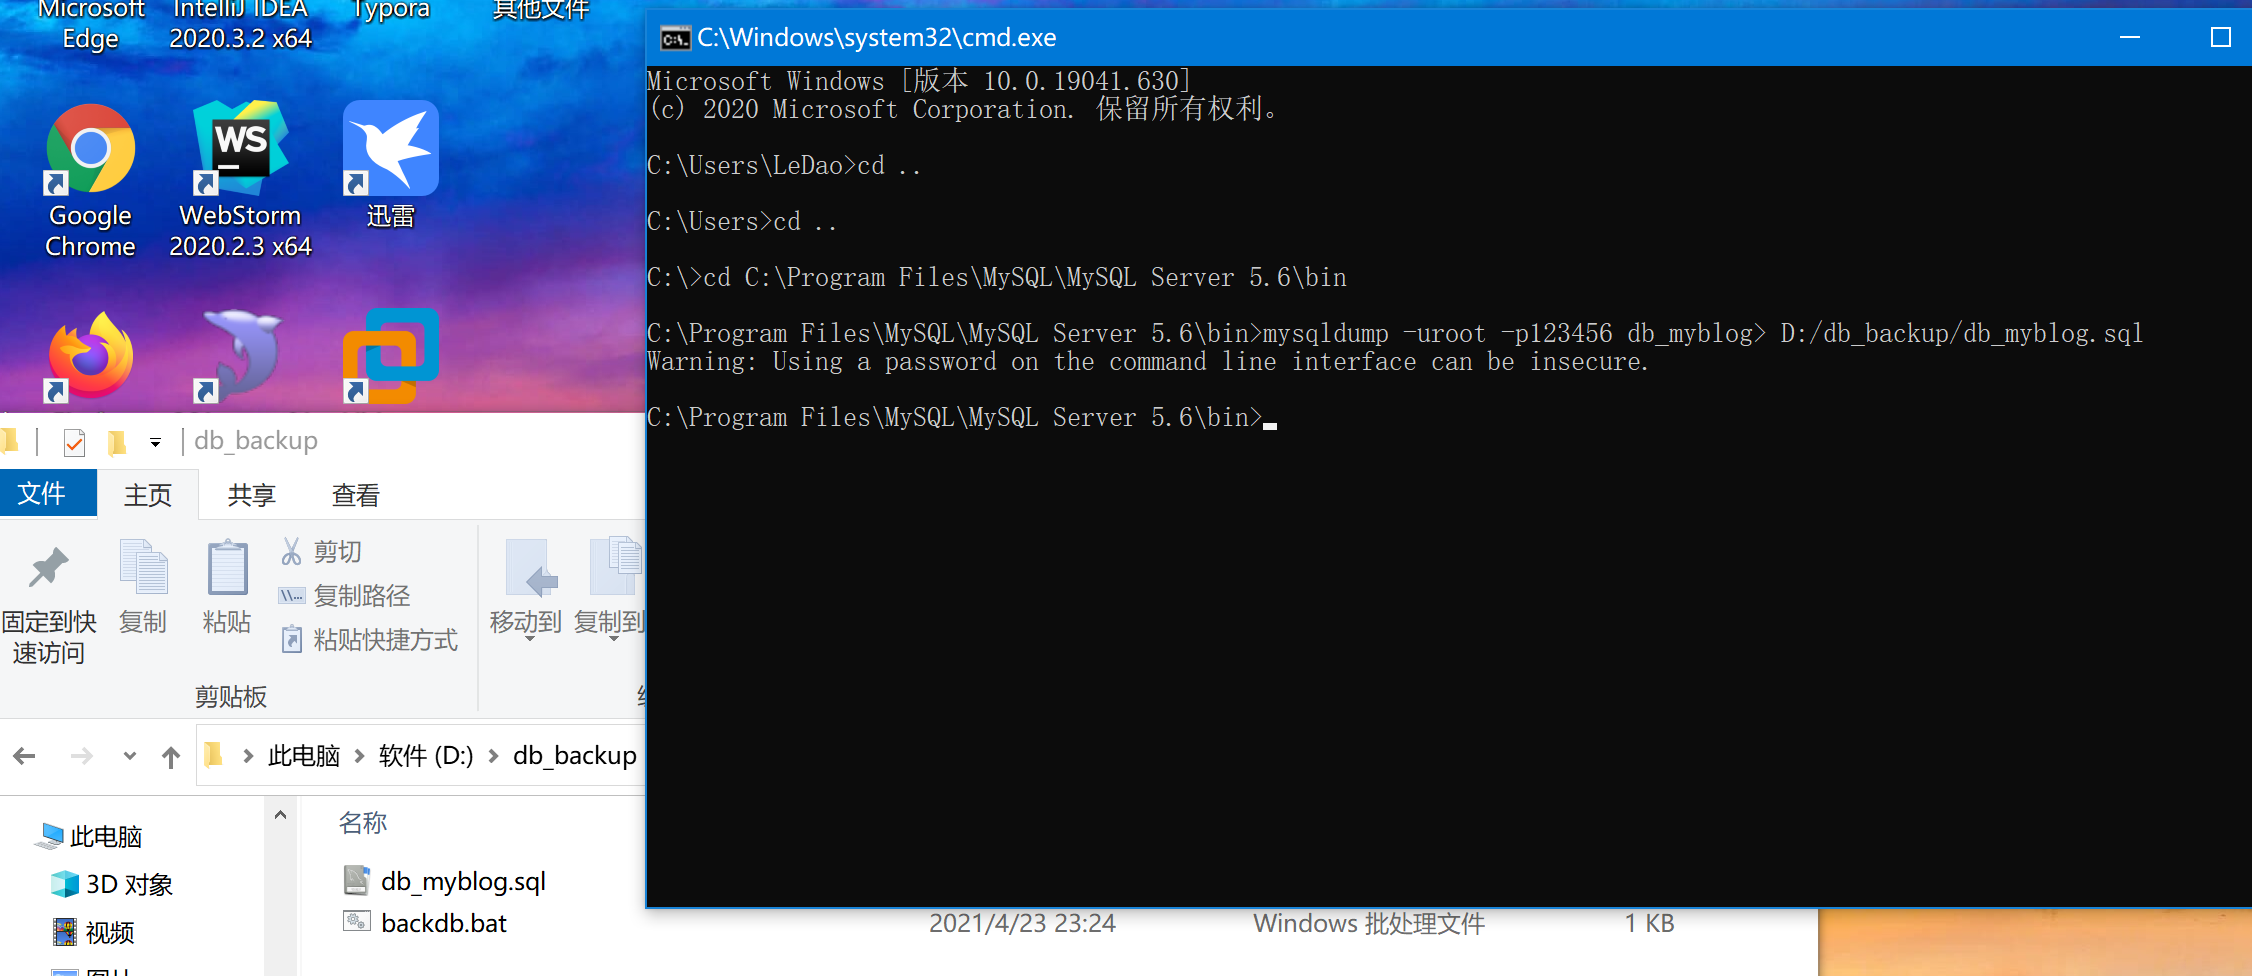 Microsoft Edge
IntelliJ IDEA 2020.3.2 x64
Typora
其他文件
Google Chrome
WS
WebStorm 2020.2.3 x64
迅雷
C:\Windows\system32\cmd.exe
Microsoft Windows [版本 10.0.19041.630]
(c) 2020 Microsoft Corporation. 保留所有权利。
C:\Users\LeDao>cd ..
C:\Users>cd ..
C:\>cd C:\Program Files\MySQL\MySQL Server 5.6\bin
C:\Program Files\MySQL\MySQL Server 5.6\bin>mysqldump -uroot -p123456 db_myblog> D:/db_backup/db_myblog.sql
Warning: Using a password on the command line interface can be insecure.
C:\Program Files\MySQL\MySQL Server 5.6\bin>
db_backup
文件 主页 共享 查看
固定到快速访问
复制
粘贴
剪切
复制路径
粘贴快捷方式
移动到
复制到
剪贴板
此电脑 软件 (D:) db_backup
此电脑
3D 对象
视频
名称
db_myblog.sql
backdb.bat 2021/4/23 23:24 Windows 批处理文件 1 KB